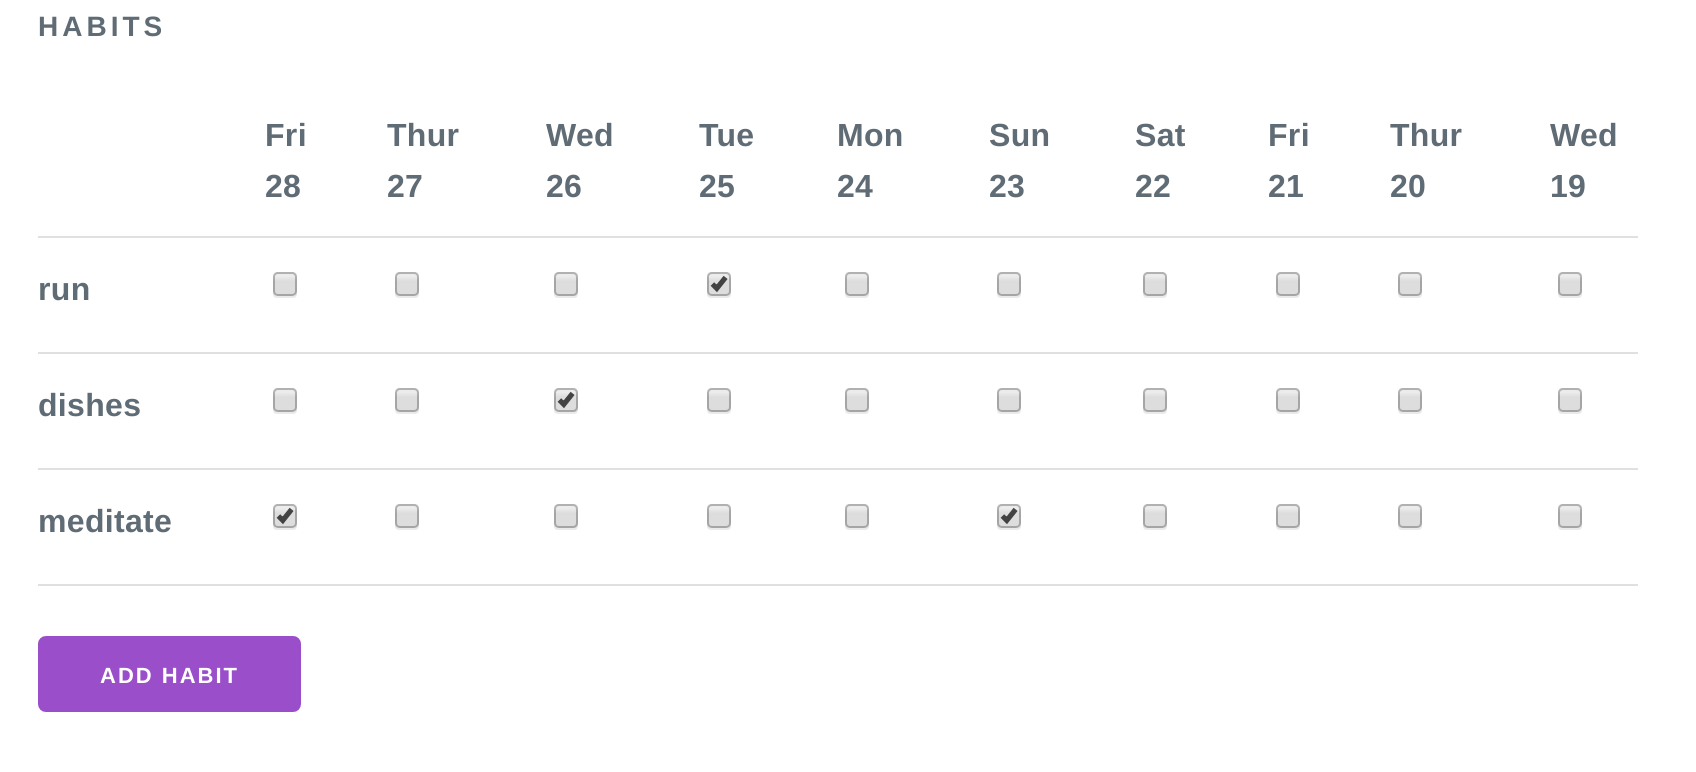 HABITS
Fri Thur Wed Tue Mon Sun Sat Fri Thur Wed
28 27 26 25 24 23 22 21 20 19
run
dishes
meditate
ADD HABIT